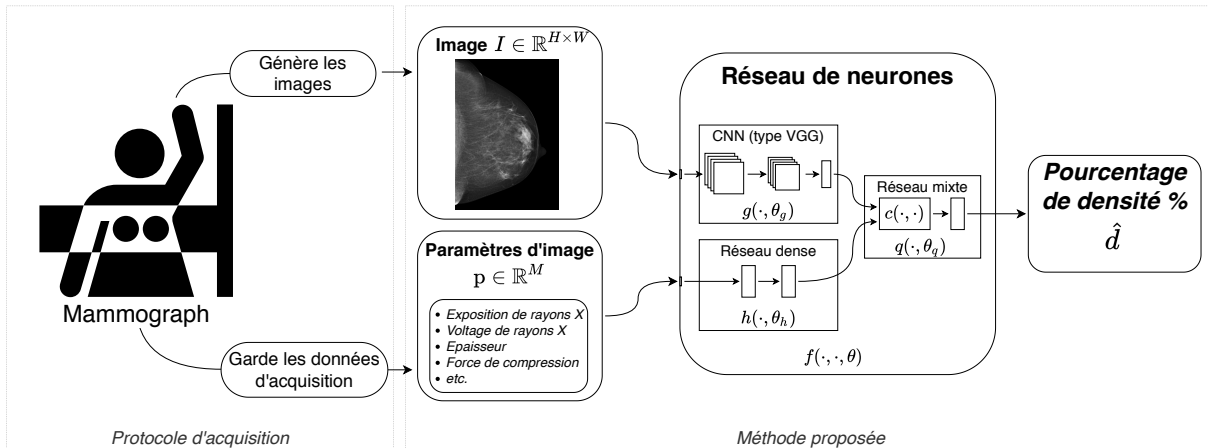 Génère les
images
Mammograph
Garde les données
d'acquisition
Protocole d'acquisition
Image I ∈ ℝ^{H×W}
Paramètres d'image
p ∈ ℝ^M
• Exposition de rayons X
• Voltage de rayons X
• Epaisseur
• Force de compression
• etc.
Réseau de neurones
CNN (type VGG)
g(·, θ_g)
Réseau dense
h(·, θ_h)
Réseau mixte
c(·, ·)
q(·, θ_q)
f(·, ·, θ)
Pourcentage
de densité %
d̂
Méthode proposée